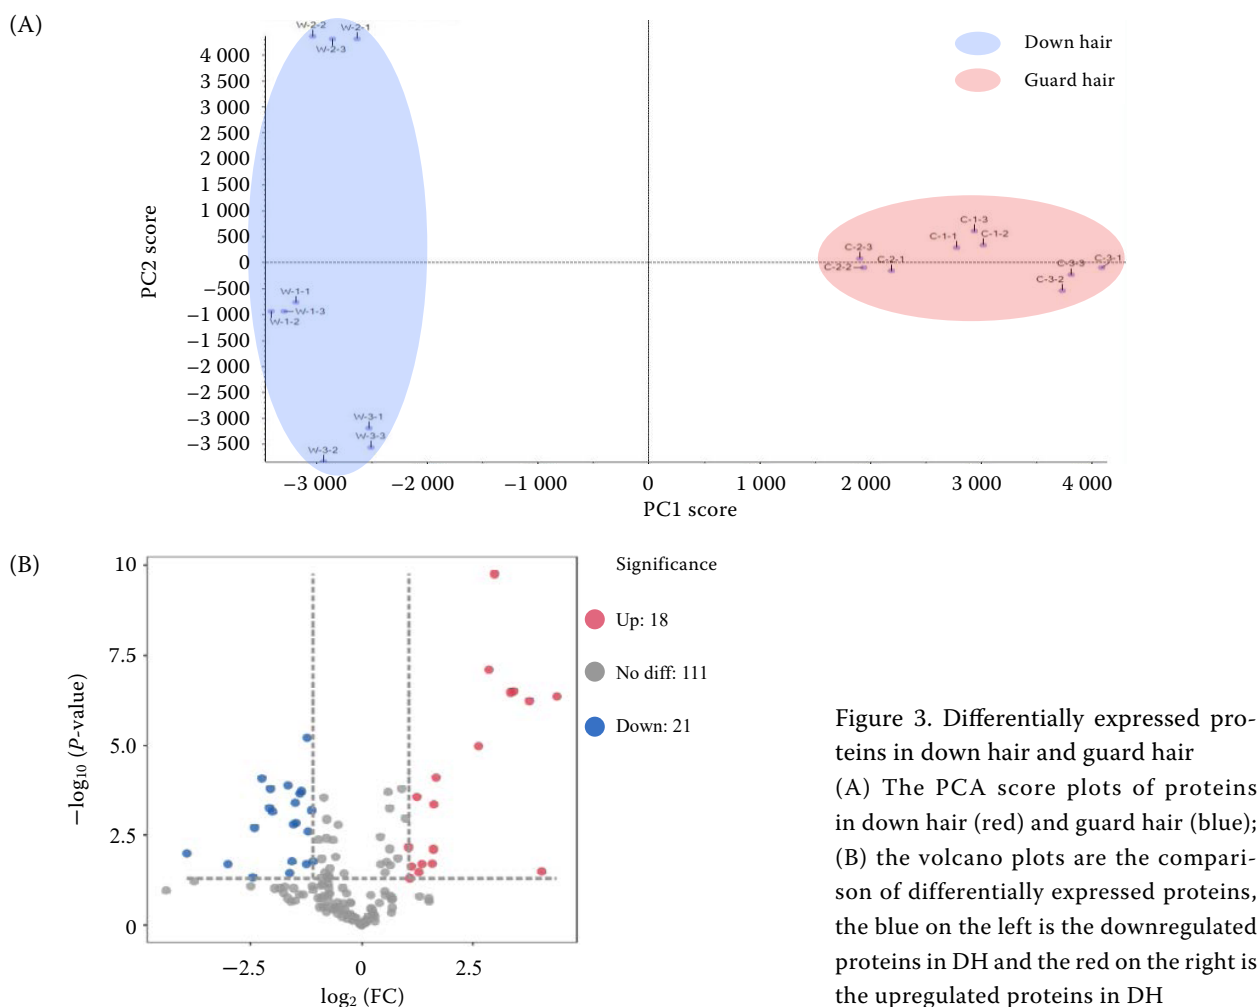 (A)
W-2-2
W-2-1
W-2-3
Down hair
Guard hair
4 000
3 500
3 000
2 500
2 000
1 500
1 000
500
0
−500
−1 000
−1 500
−2 000
−2 500
−3 000
−3 500
PC2 score
C-1-3
C-1-1
C-1-2
C-2-3
C-2-2
C-2-1
C-3-3
C-3-1
C-3-2
W-1-1
W-1-3
W-1-2
W-3-1
W-3-3
W-3-2
−3 000
−2 000
−1 000
0
1 000
2 000
3 000
4 000
PC1 score
(B)
10
7.5
5.0
2.5
0
−log10 (P-value)
−2.5
0
2.5
log2 (FC)
Significance
Up: 18
No diff: 111
Down: 21
Figure 3. Differentially expressed pro-
teins in down hair and guard hair
(A) The PCA score plots of proteins
in down hair (red) and guard hair (blue);
(B) the volcano plots are the compari-
son of differentially expressed proteins,
the blue on the left is the downregulated
proteins in DH and the red on the right is
the upregulated proteins in DH